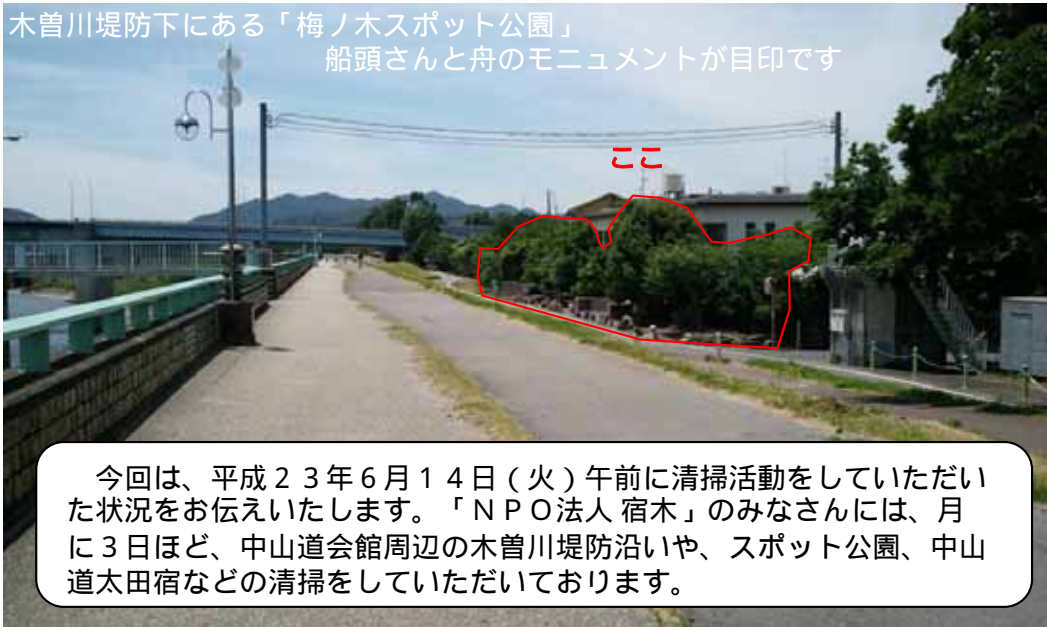 木曽川堤防下にある「梅ノ木スポット公園」
船頭さんと舟のモニュメントが目印です
ここ
　今回は、平成２３年６月１４日（火）午前に清掃活動をしていただい
た状況をお伝えいたします。「ＮＰＯ法人 宿木」のみなさんには、月
に３日ほど、中山道会館周辺の木曽川堤防沿いや、スポット公園、中山
道太田宿などの清掃をしていただいております。